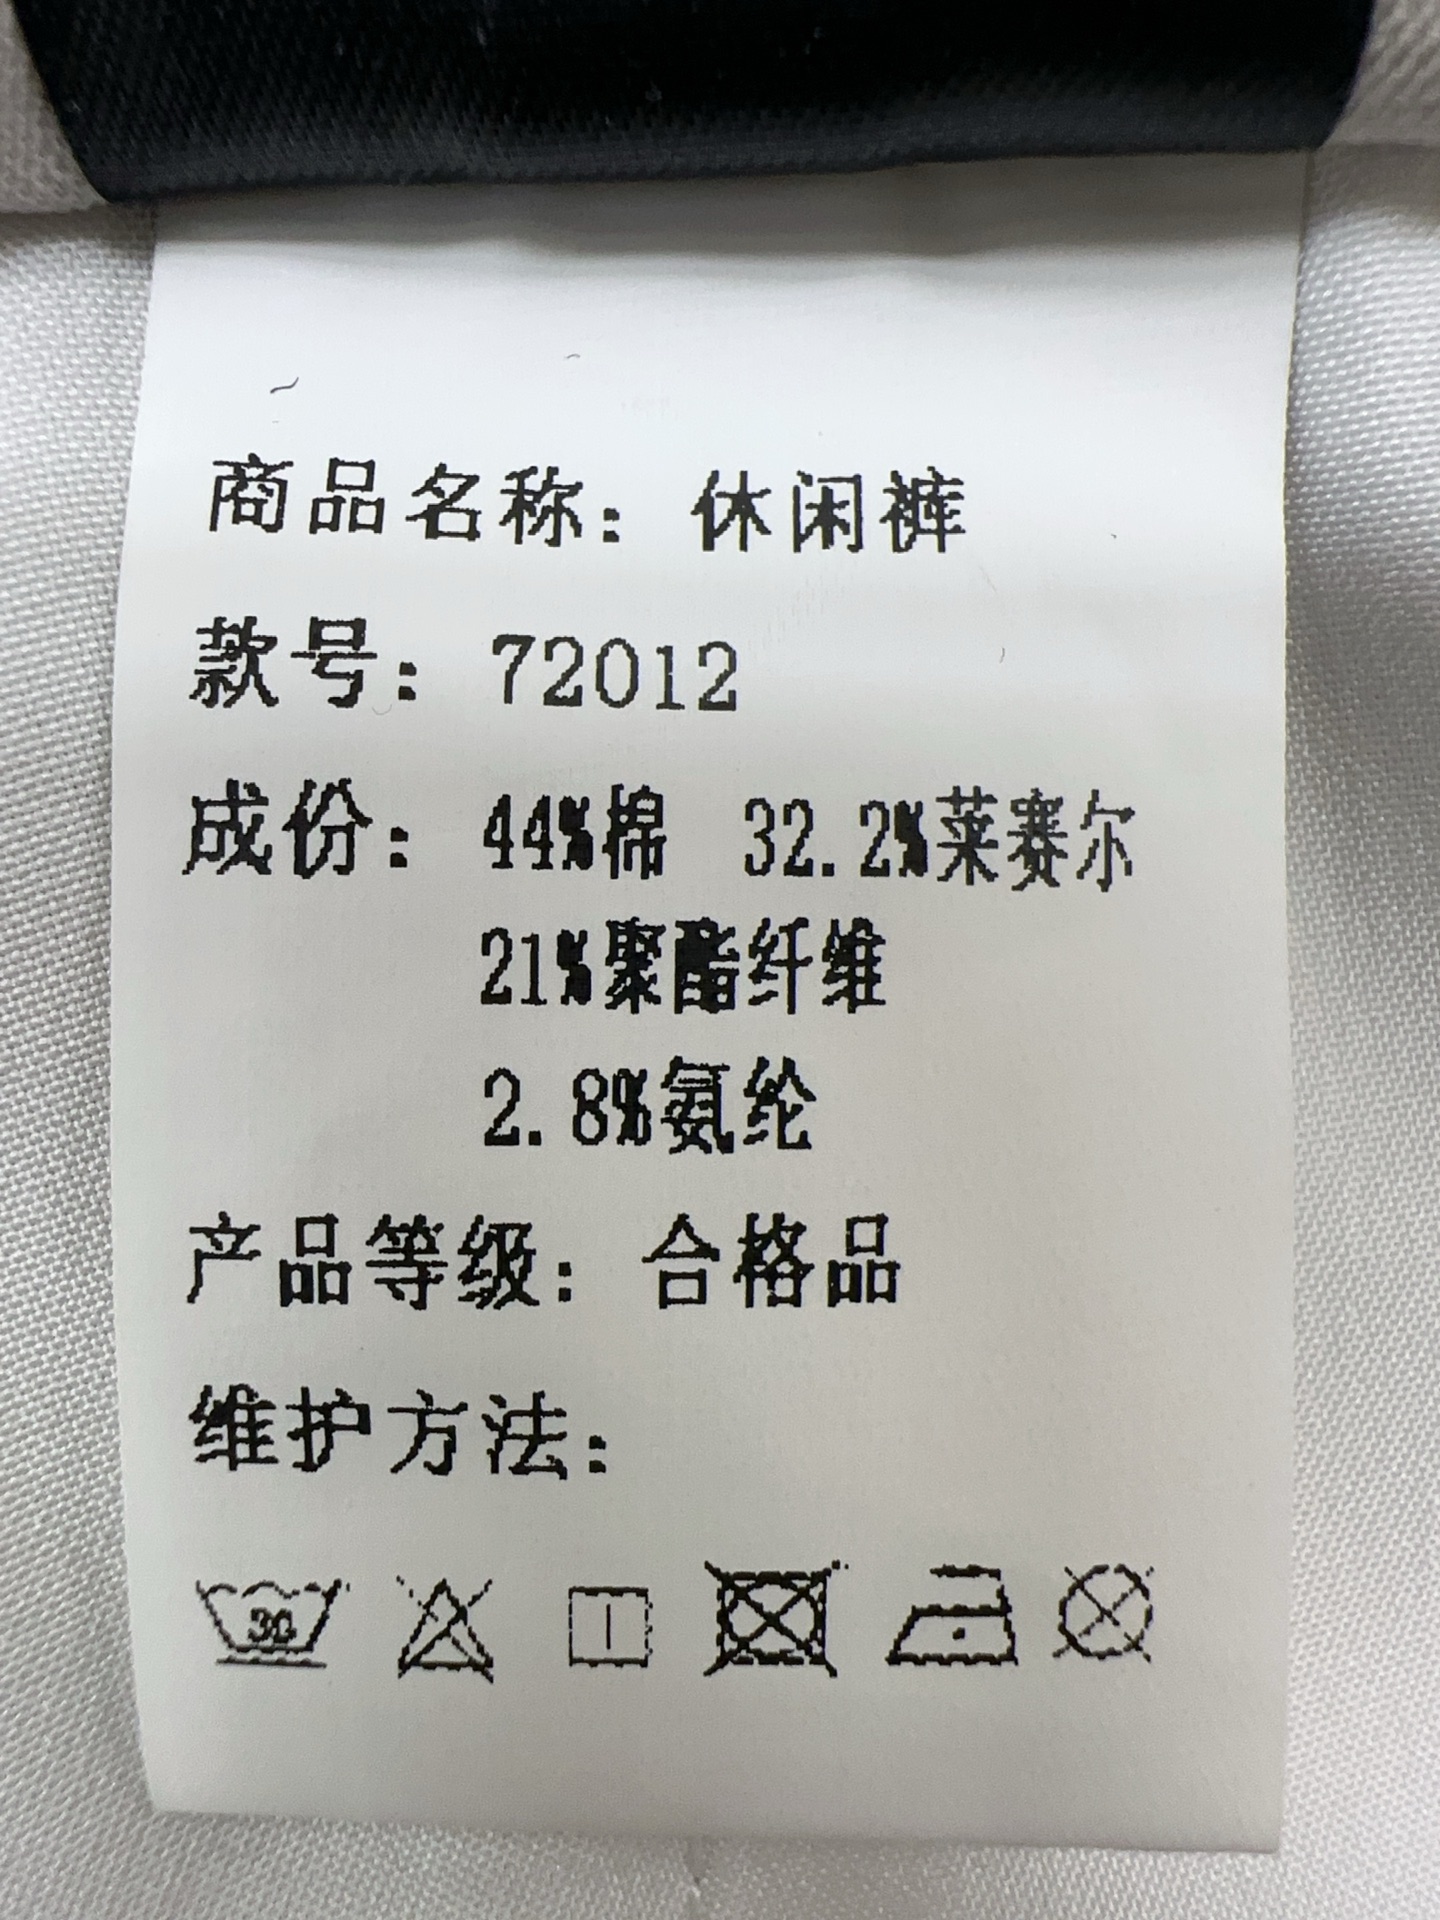 商品名称：休闲裤
款号：72012
成份：44%棉 32.2%莱赛尔
21%聚酯纤维
2.8%氨纶
产品等级：合格品
维护方法：
30